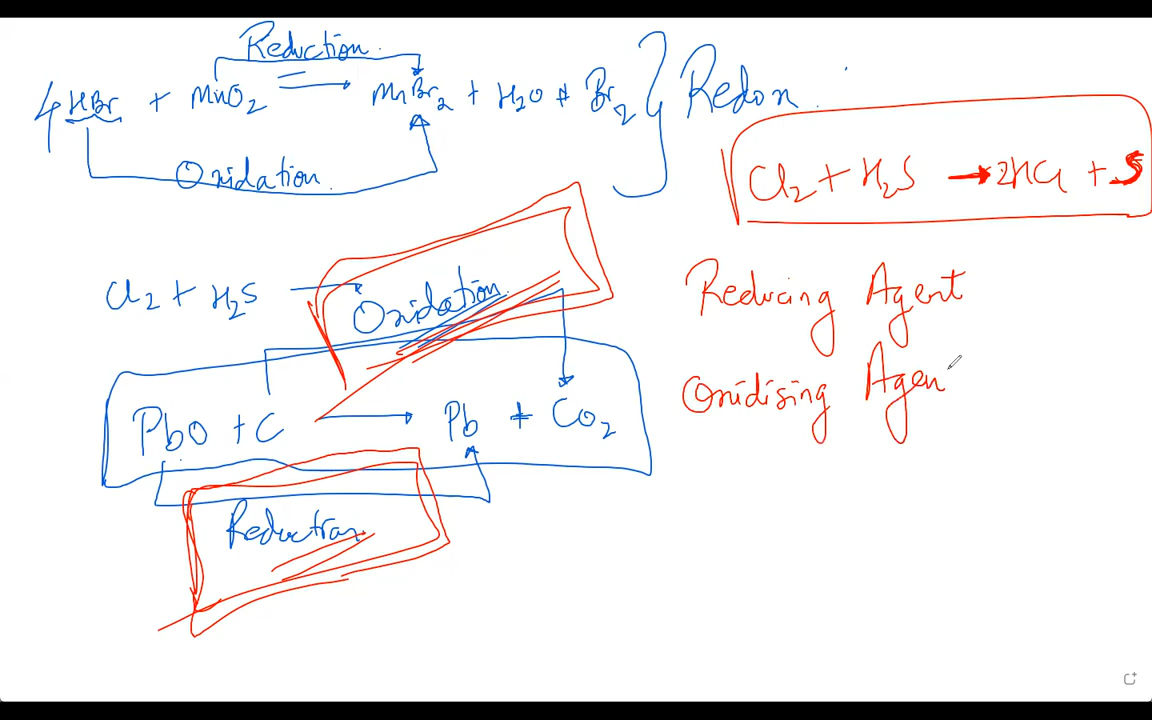 Reduction.
4HBr + MnO2 → MnBr2 + H2O + Br2 } Redox.
Oxidation.
Cl2 + H2S → 2HCl + S
Cl2 + H2S →
Oxidation
Reducing Agent
Oxidising Agen
PbO + C → Pb + CO2
Reduction